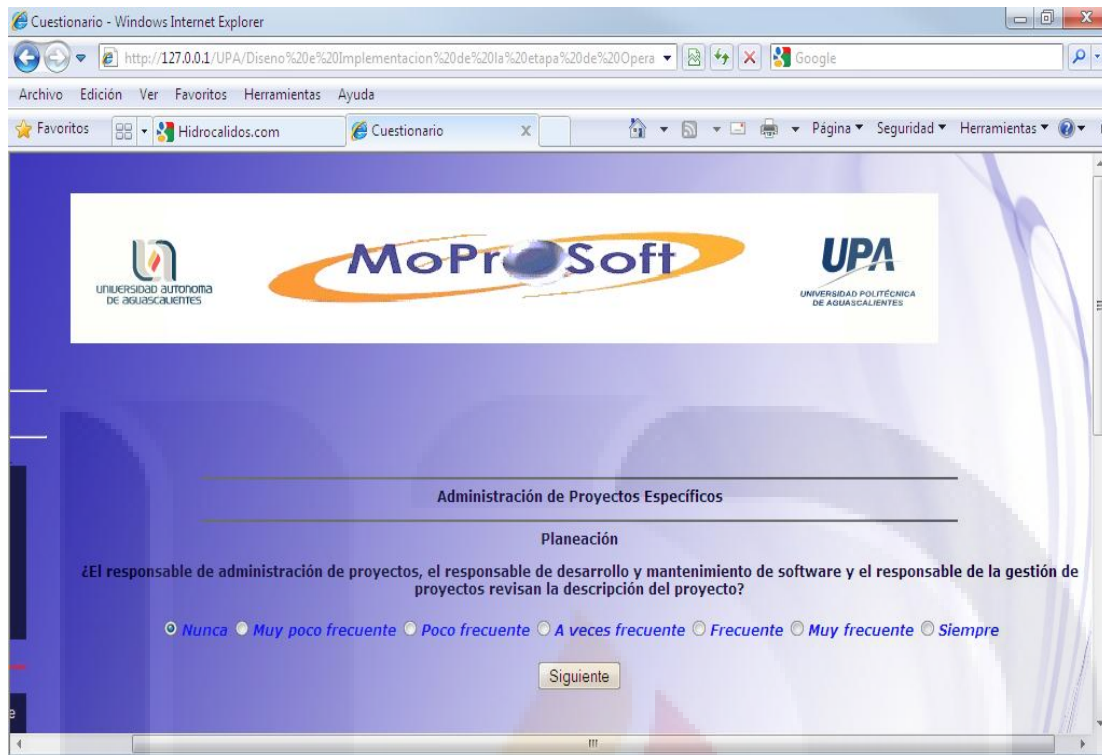 Cuestionario - Windows Internet Explorer
http://127.0.0.1/UPA/Diseno%20e%20Implementacion%20de%20la%20etapa%20de%20Opera
Google
Archivo Edición Ver Favoritos Herramientas Ayuda
Favoritos Hidrocalidos.com Cuestionario Página Seguridad Herramientas
MoProSoft
UNIVERSIDAD AUTONOMA
DE AGUASCALIENTES
UPA
UNIVERSIDAD POLITÉCNICA
DE AGUASCALIENTES
Administración de Proyectos Específicos
Planeación
¿El responsable de administración de proyectos, el responsable de desarrollo y mantenimiento de software y el responsable de la gestión de
proyectos revisan la descripción del proyecto?
Nunca Muy poco frecuente Poco frecuente A veces frecuente Frecuente Muy frecuente Siempre
Siguiente
e